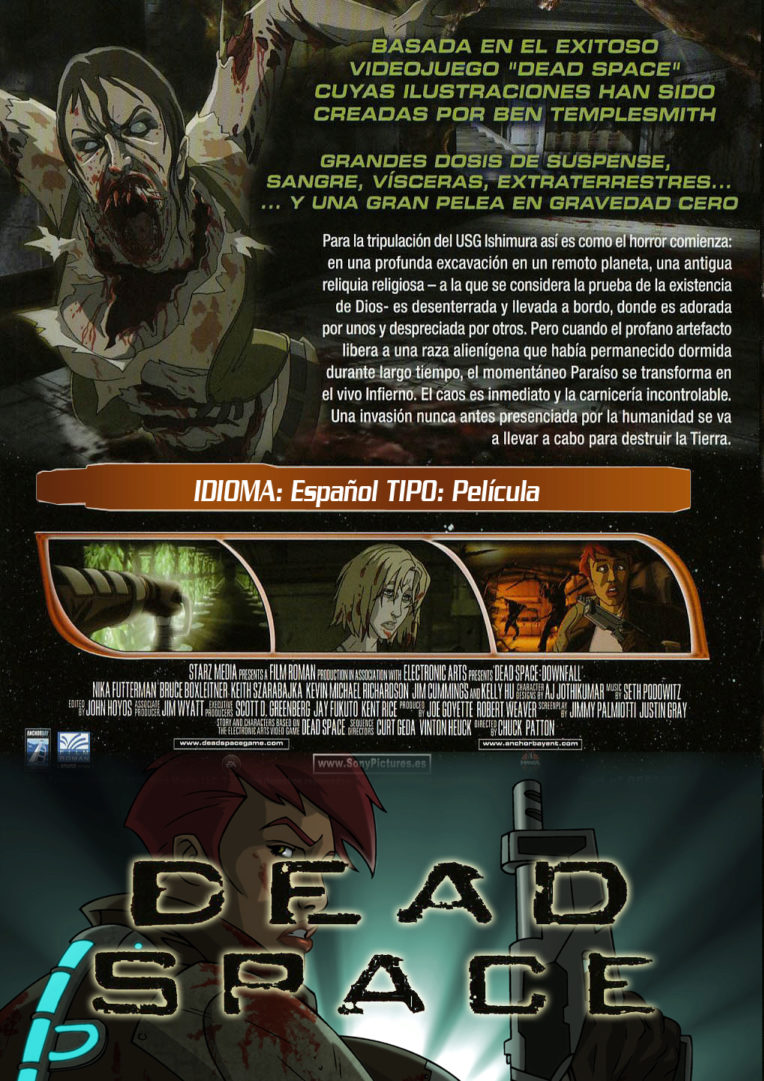 BASADA EN EL EXITOSO
VIDEOJUEGO "DEAD SPACE"
CUYAS ILUSTRACIONES HAN SIDO
CREADAS POR BEN TEMPLESMITH
GRANDES DOSIS DE SUSPENSE,
SANGRE, VÍSCERAS, EXTRATERRESTRES...
... Y UNA GRAN PELEA EN GRAVEDAD CERO
Para la tripulación del USG Ishimura así es como el horror comienza:
en una profunda excavación en un remoto planeta, una antigua
reliquia religiosa – a la que se considera la prueba de la existencia
de Dios- es desenterrada y llevada a bordo, donde es adorada
por unos y despreciada por otros. Pero cuando el profano artefacto
libera a una raza alienígena que había permanecido dormida
durante largo tiempo, el momentáneo Paraíso se transforma en
el vivo Infierno. El caos es inmediato y la carnicería incontrolable.
Una invasión nunca antes presenciada por la humanidad se va
a llevar a cabo para destruir la Tierra.
IDIOMA: Español TIPO: Película
STARZ MEDIA PRESENTS A FILM ROMAN PRODUCTION IN ASSOCIATION WITH ELECTRONIC ARTS PRESENTS "DEAD SPACE-DOWNFALL"
NIKA FUTTERMAN BRUCE BOXLEITNER KEITH SZARABAJKA KEVIN MICHAEL RICHARDSON JIM CUMMINGS AND KELLY HU CHARACTER DESIGNS BY AJ JOTHIKUMAR MUSIC BY SETH PODOWITZ
EDITED BY JOHN HOYOS ASSOCIATE PRODUCER JIM WYATT EXECUTIVE PRODUCERS SCOTT D. GREENBERG JAY FUKUTO KENT RICE PRODUCED BY JOE GOYETTE ROBERT WEAVER SCREENPLAY BY JIMMY PALMIOTTI JUSTIN GRAY
STORY AND CHARACTERS BASED ON THE ELECTRONIC ARTS VIDEO GAME DEAD SPACE SEQUENCE DIRECTORS CURT GEDA VINTON HEUCK DIRECTED BY CHUCK PATTON
ANCHOR BAY
www.deadspacegame.com
www.anchorbayent.com
FILM ROMAN
EA
www.SonyPictures.es
DEAD
SPACE